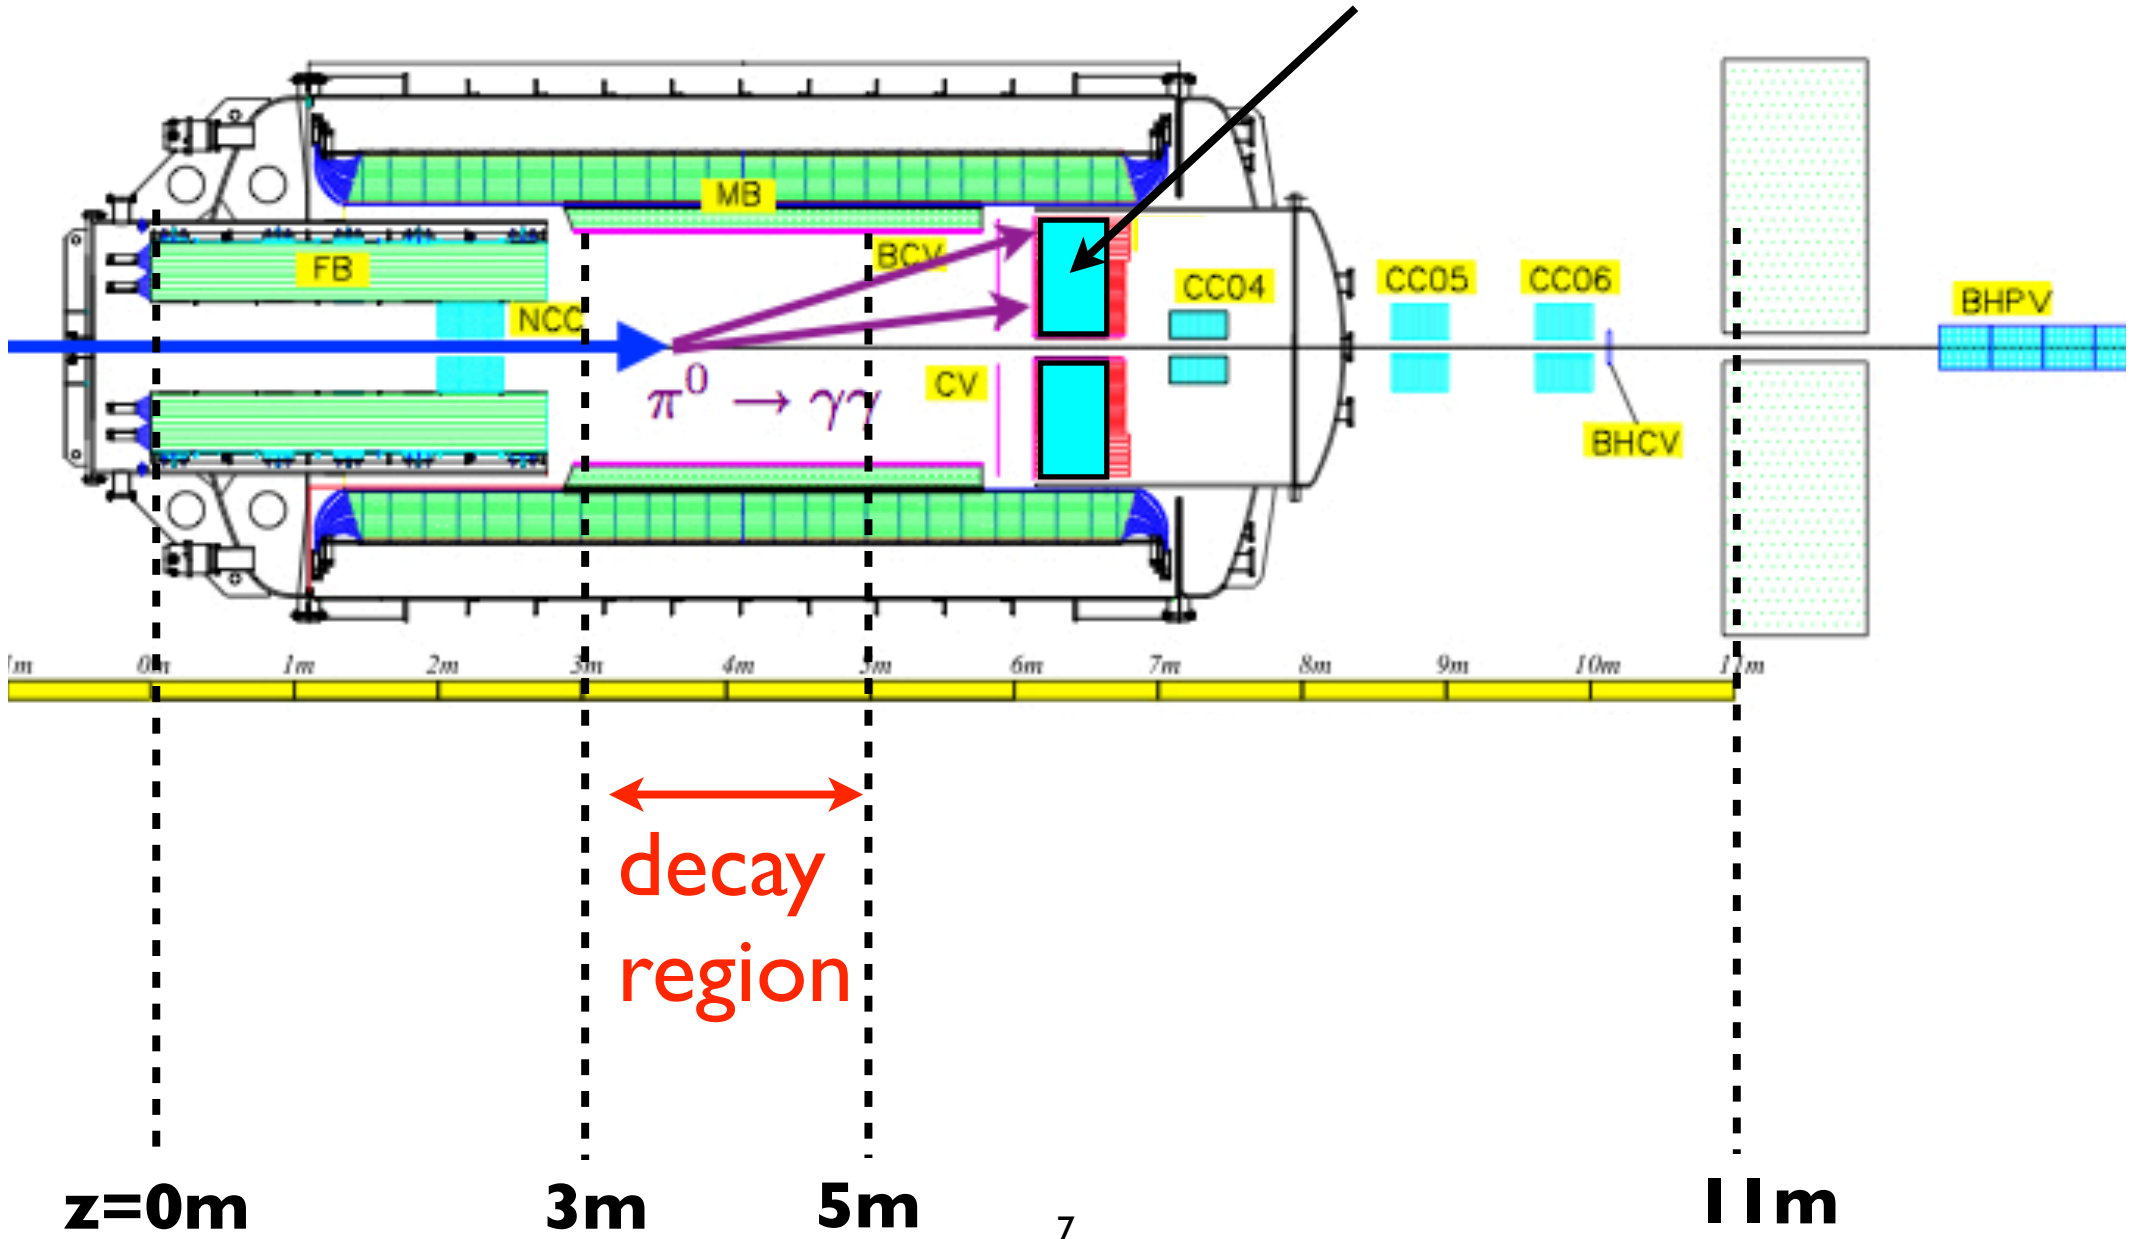 MB
BCV
FB
CC04
CC05
CC06
BHPV
NCC
π⁰ → γγ
CV
BHCV
1m 0m 1m 2m 3m 4m 5m 6m 7m 8m 9m 10m 11m
decay
region
z=0m 3m 5m 11m
7